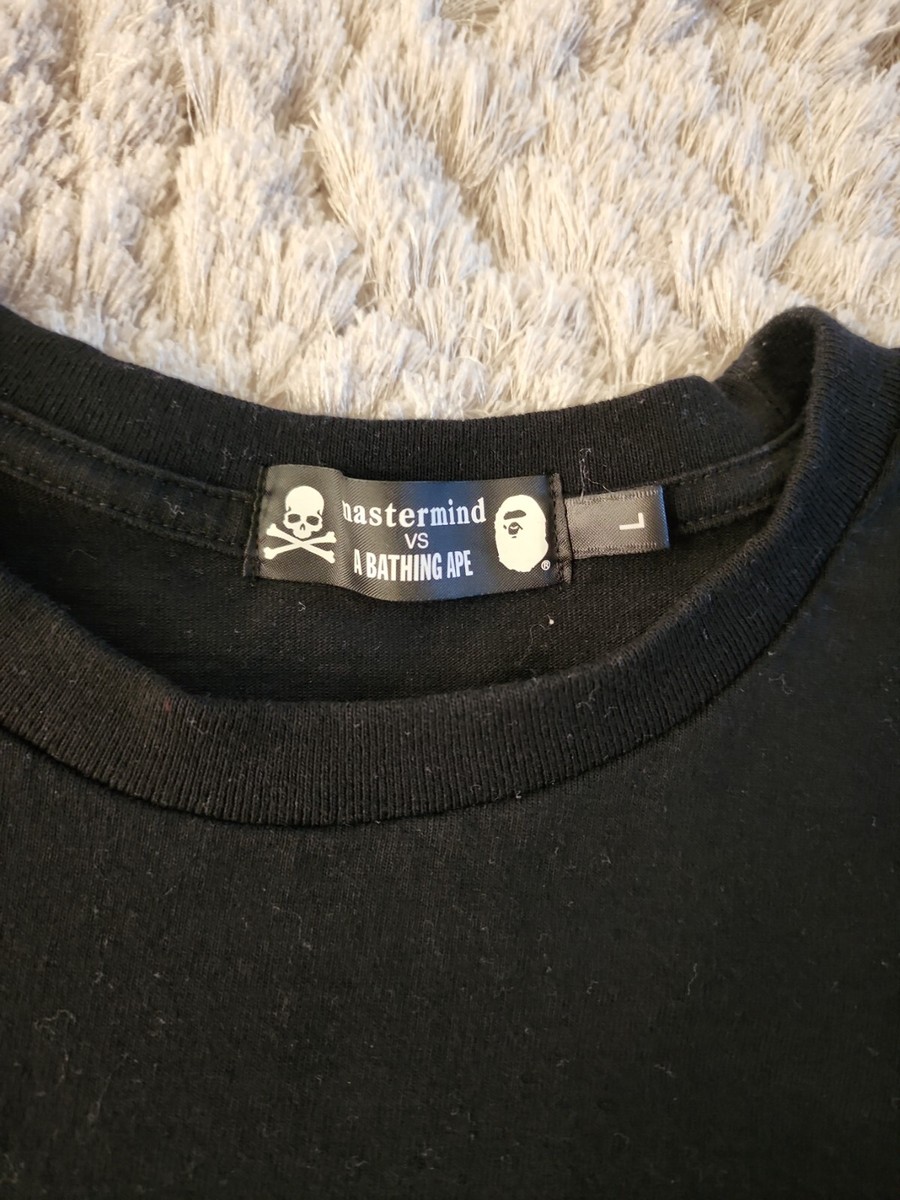 mastermind
VS
A BATHING APE
®
L